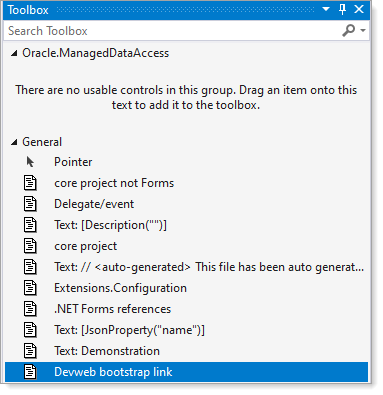 Toolbox
Search Toolbox
Oracle.ManagedDataAccess
There are no usable controls in this group. Drag an item onto this
text to add it to the toolbox.
General
Pointer
core project not Forms
Delegate/event
Text: [Description("")]
core project
Text: // <auto-generated> This file has been auto generat...
Extensions.Configuration
.NET Forms references
Text: [JsonProperty("name")]
Text: Demonstration
Devweb bootstrap link